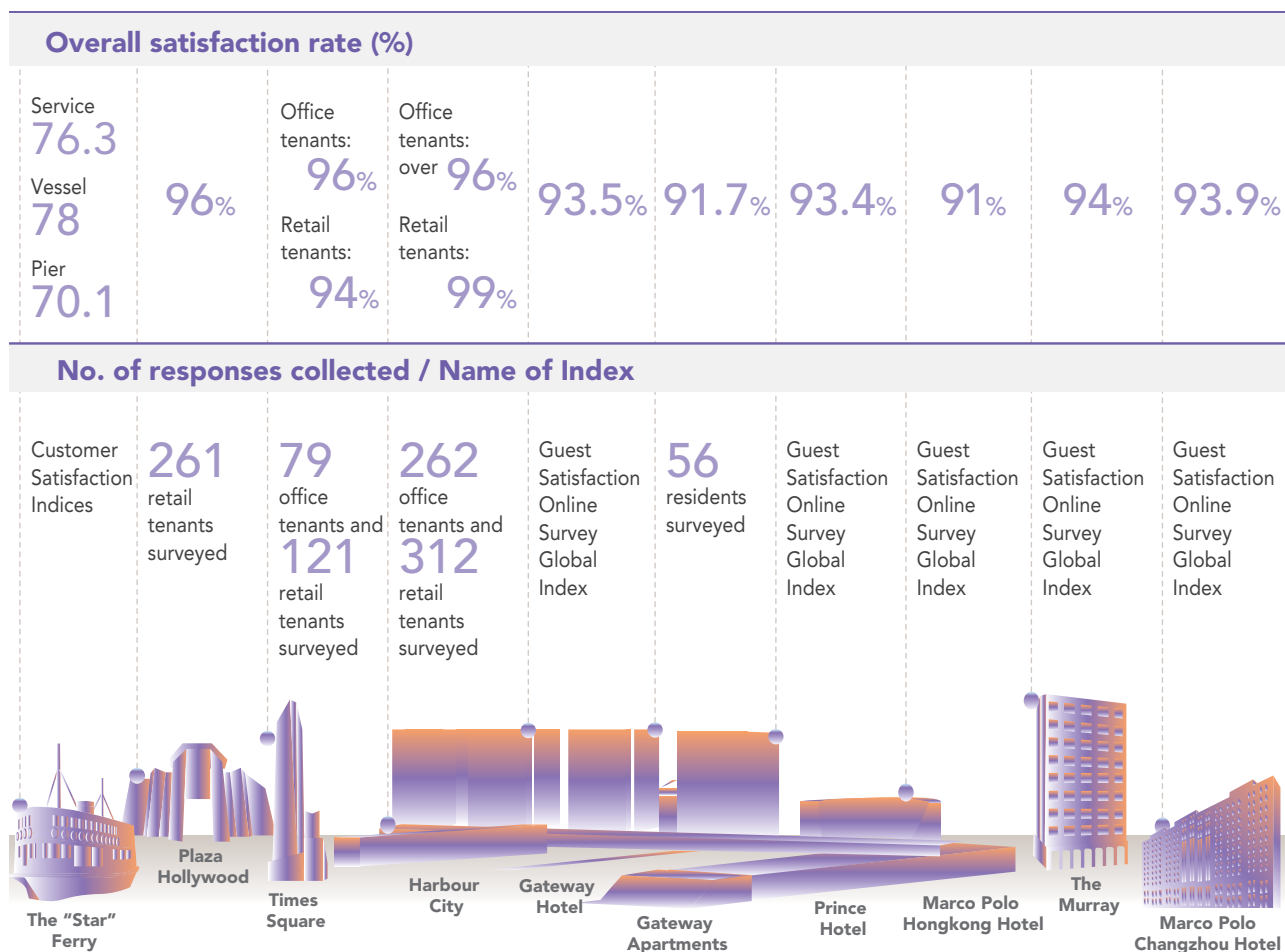 Overall satisfaction rate (%)
Service
76.3
Vessel
78
Pier
70.1
96%
Office
tenants:
96%
Retail
tenants:
94%
Office
tenants:
over 96%
Retail
tenants:
99%
93.5%
91.7%
93.4%
91%
94%
93.9%
No. of responses collected / Name of Index
Customer
Satisfaction
Indices
261
retail
tenants
surveyed
79
office
tenants and
121
retail
tenants
surveyed
262
office
tenants and
312
retail
tenants
surveyed
Guest
Satisfaction
Online
Survey
Global
Index
56
residents
surveyed
Guest
Satisfaction
Online
Survey
Global
Index
Guest
Satisfaction
Online
Survey
Global
Index
Guest
Satisfaction
Online
Survey
Global
Index
Guest
Satisfaction
Online
Survey
Global
Index
The “Star”
Ferry
Plaza
Hollywood
Times
Square
Harbour
City
Gateway
Hotel
Gateway
Apartments
Prince
Hotel
Marco Polo
Hongkong Hotel
The
Murray
Marco Polo
Changzhou Hotel